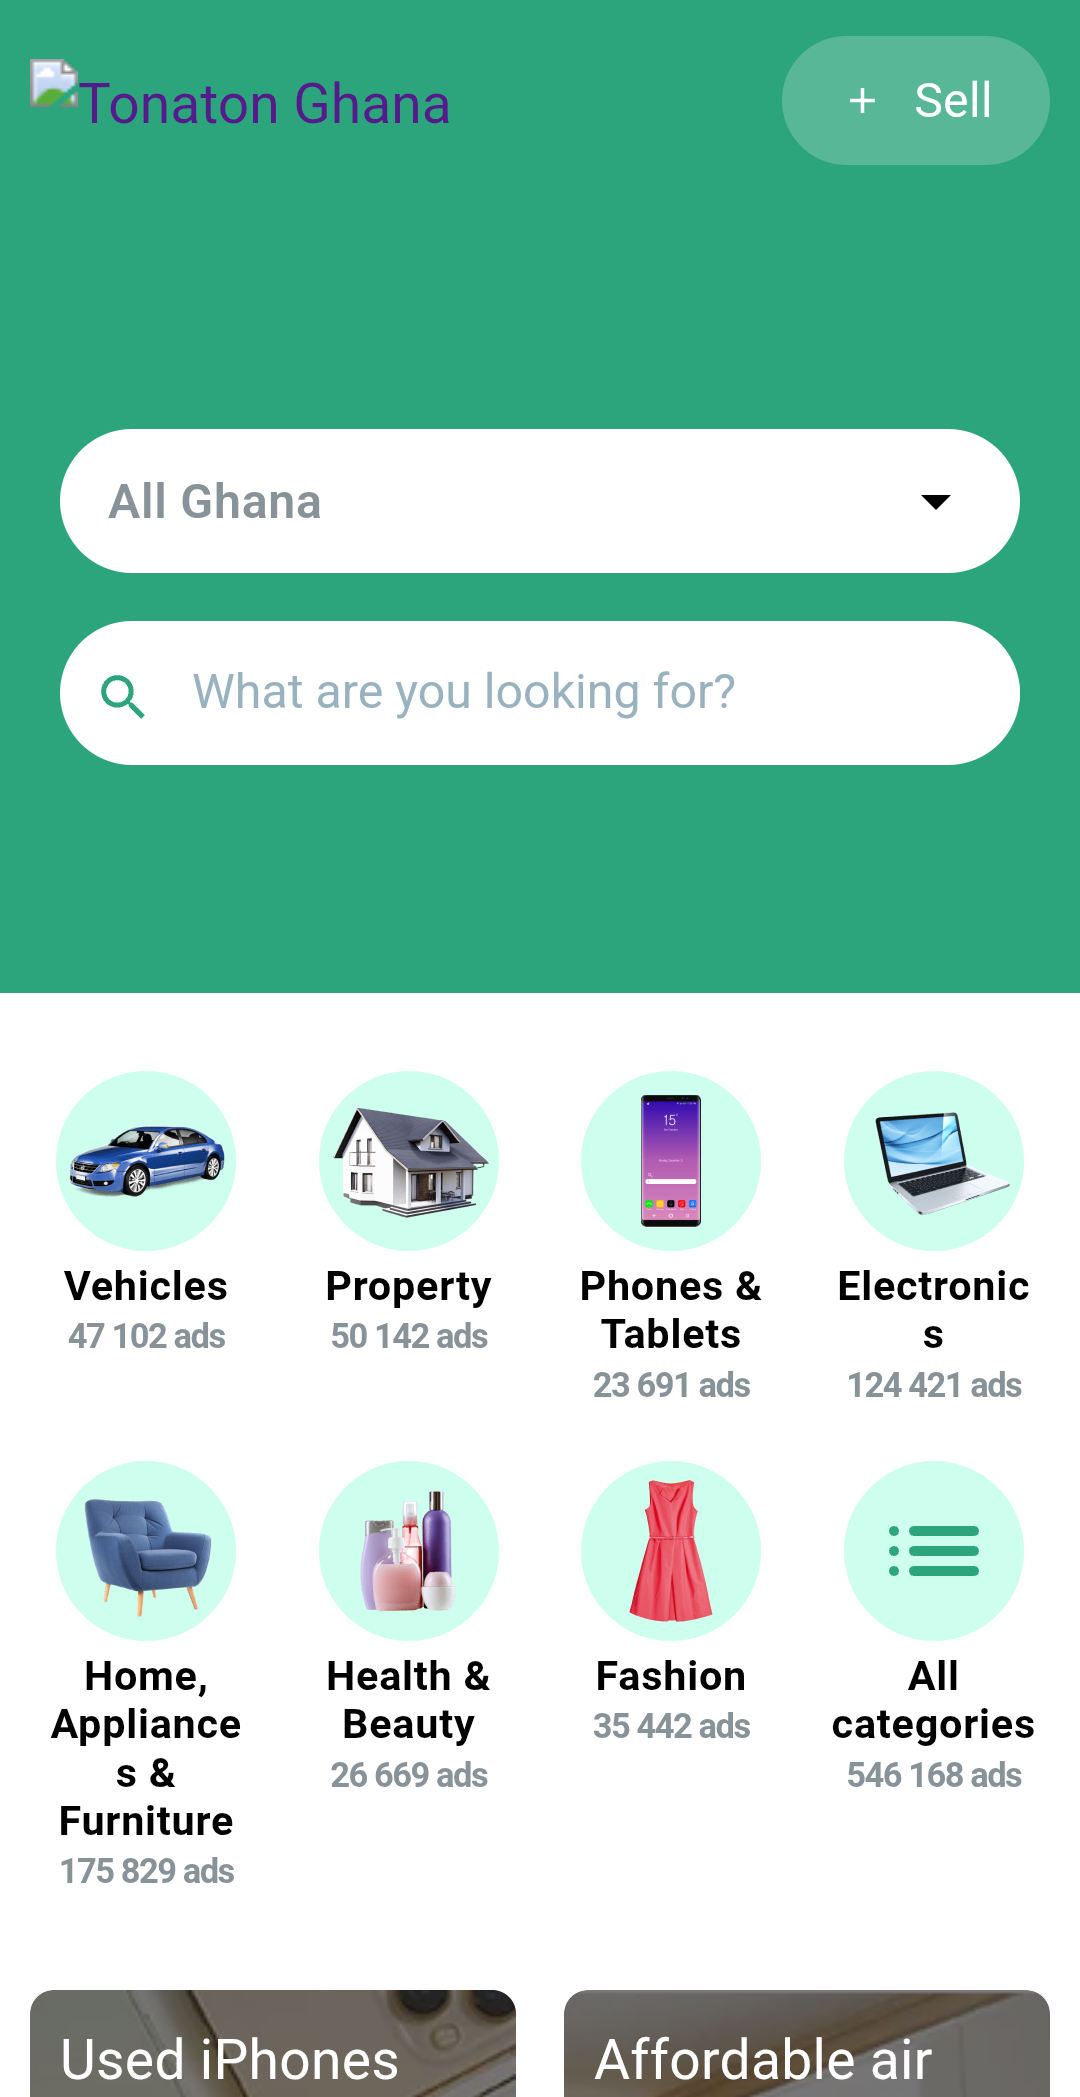 Tonaton Ghana
+ Sell
All Ghana
What are you looking for?
Vehicles
47 102 ads
Property
50 142 ads
Phones &
Tablets
23 691 ads
Electronic
s
124 421 ads
Home,
Appliance
s &
Furniture
175 829 ads
Health &
Beauty
26 669 ads
Fashion
35 442 ads
All
categories
546 168 ads
Used iPhones
Affordable air